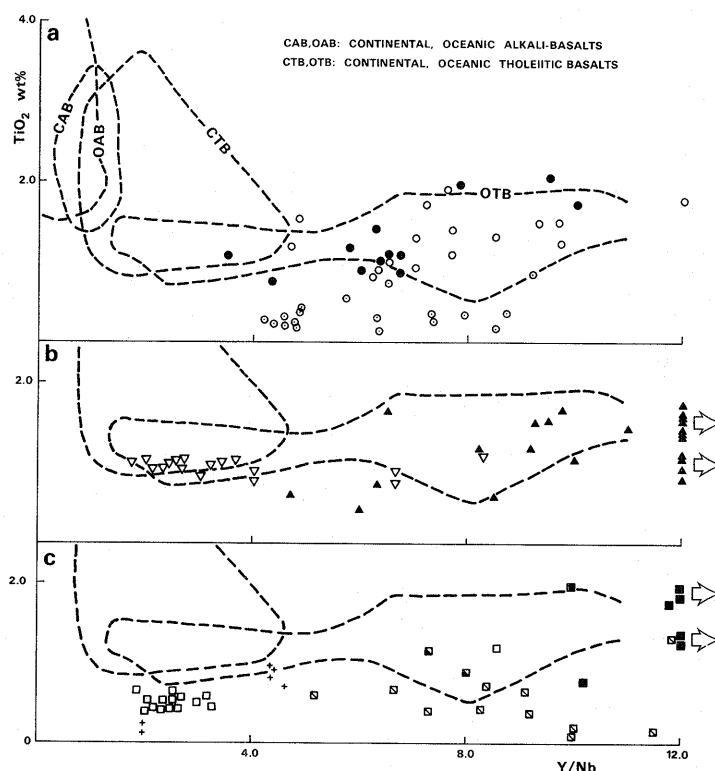 4.0
a
CAB,OAB: CONTINENTAL, OCEANIC ALKALI-BASALTS
CTB,OTB: CONTINENTAL, OCEANIC THOLEIITIC BASALTS
TiO2 wt%
CAB
OAB
CTB
OTB
2.0
b
2.0
c
2.0
0
4.0
8.0
12.0
Y/Nb